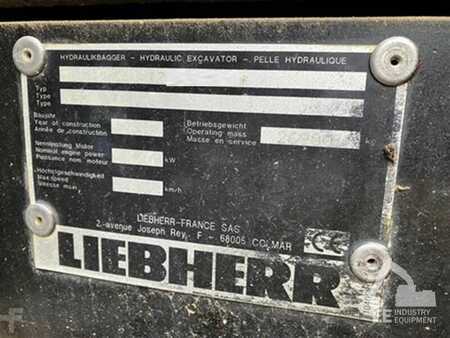 HYDRAULIKBAGGER - HYDRAULIC EXCAVATOR - PELLE HYDRAULIQUE
Typ
Type
Type
Baujahr
Year of construction
Année de construction
Betriebsgewicht
Operating mass
Masse en service
kg
Nennleistung Motor
Nominal engine power
Puissance nom moteur
kW
Höchstgeschwindigkeit
Max speed
Vitesse max.
km/h
LIEBHERR-FRANCE SAS
2, avenue Joseph Rey, F - 68005 COLMAR
CE
LIEBHERR
EE INDUSTRY
EQUIPMENT